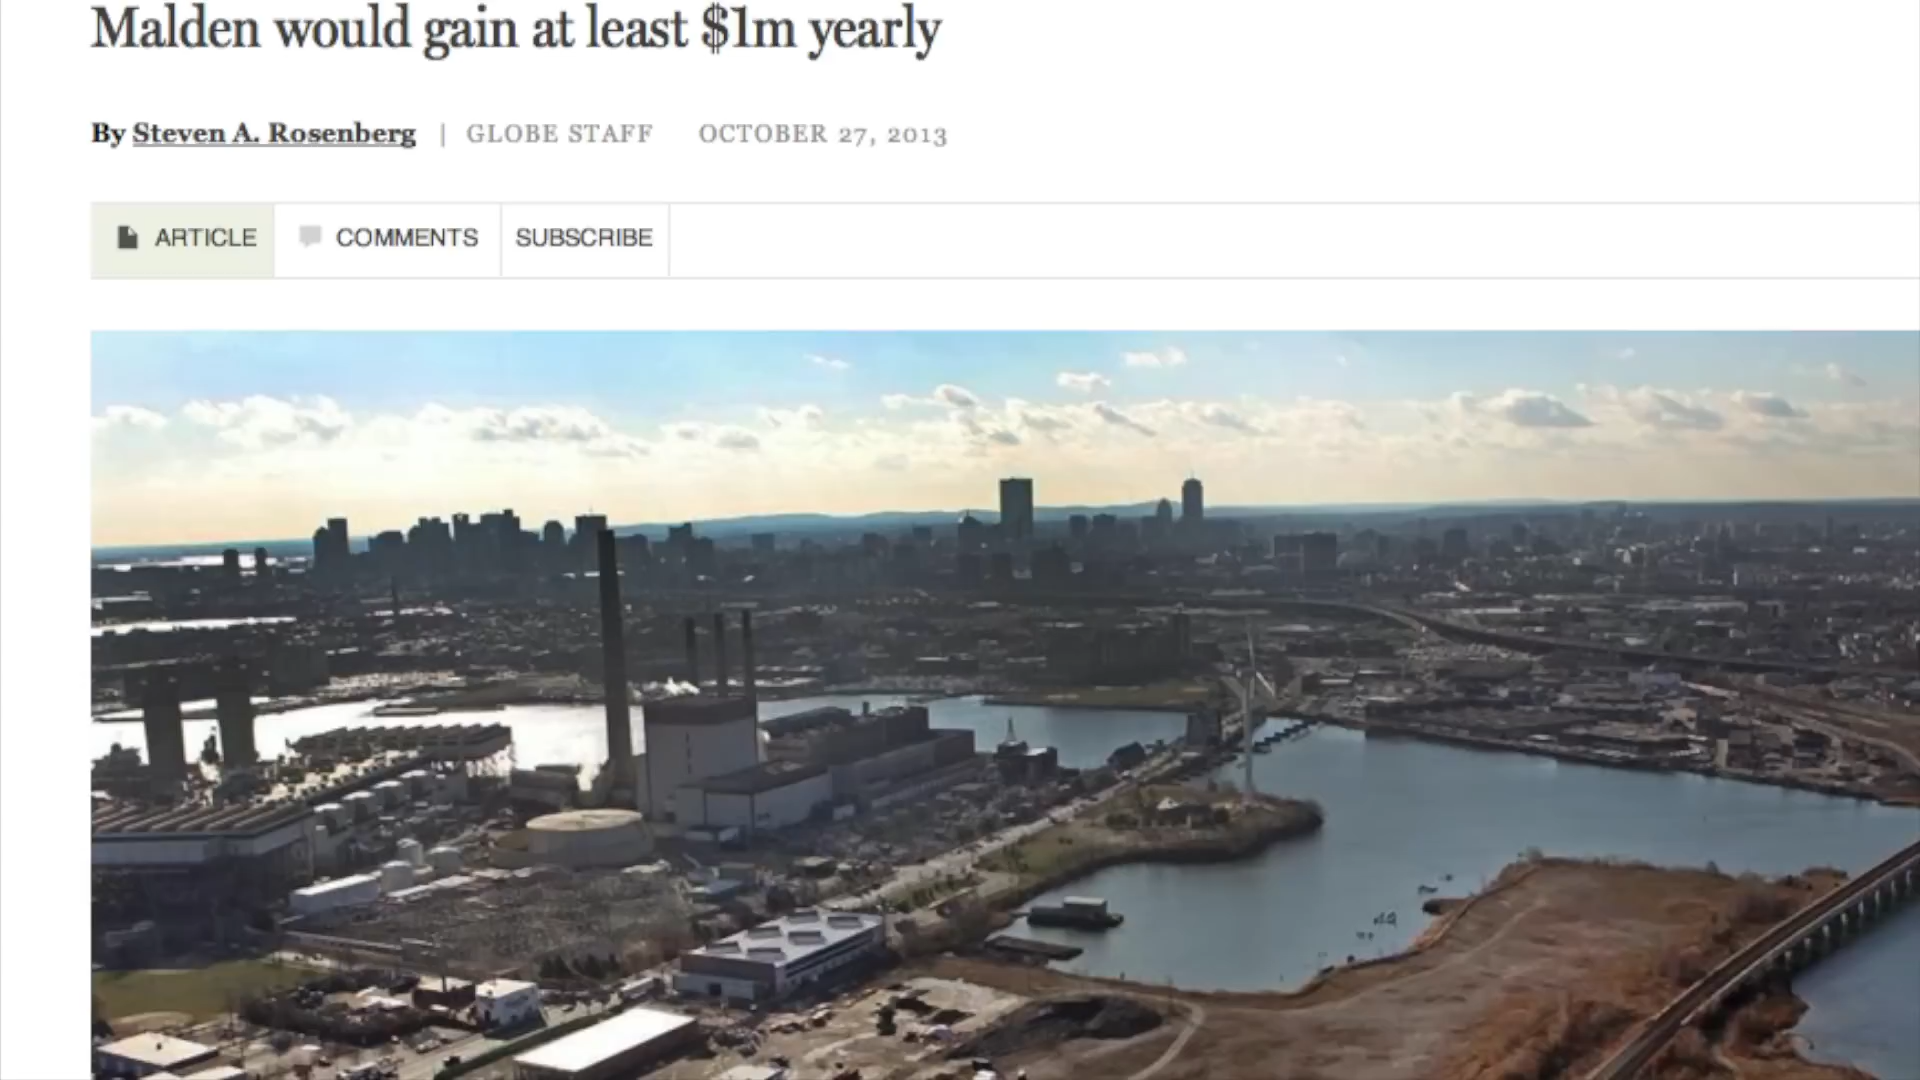 Malden would gain at least $1m yearly
By Steven A. Rosenberg | GLOBE STAFF OCTOBER 27, 2013
ARTICLE COMMENTS SUBSCRIBE